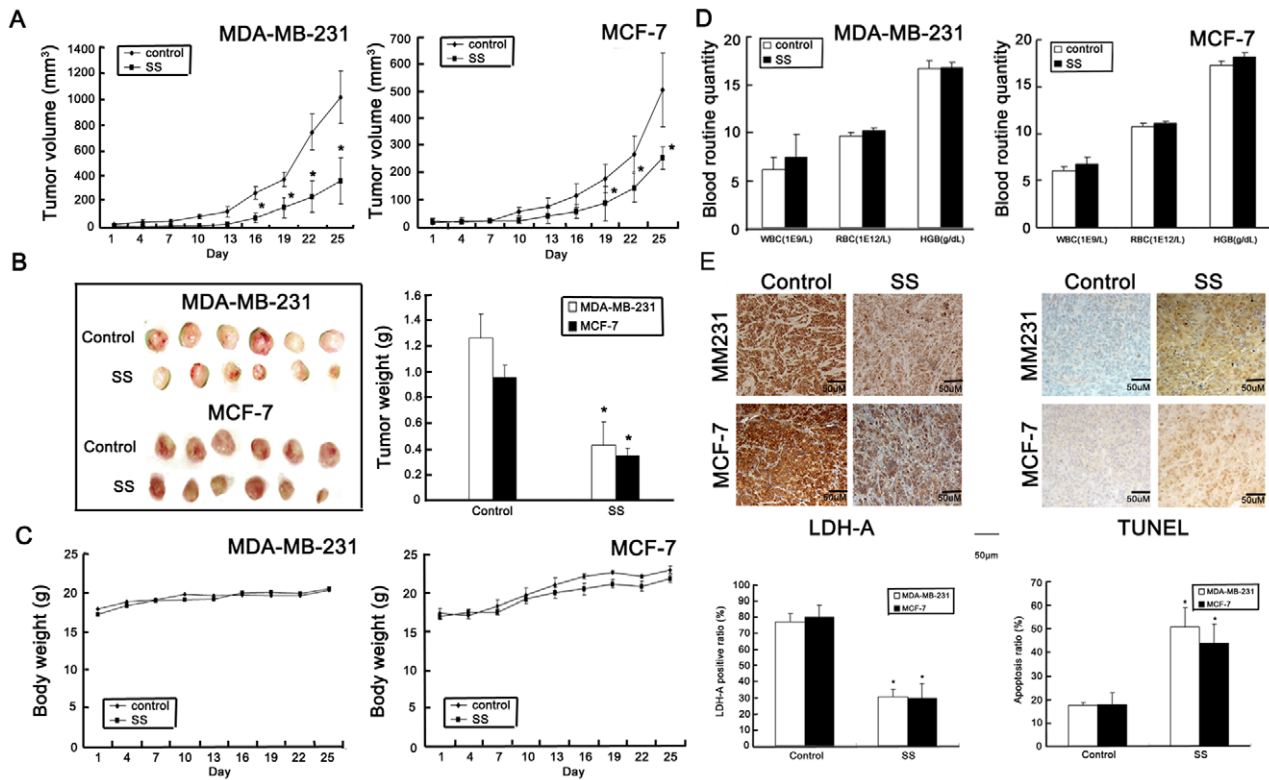 A
MDA-MB-231
control
SS
Tumor volume (mm³)
1400
1200
1000
800
600
400
200
0
* * * *
1 4 7 10 13 16 19 22 25
Day
MCF-7
control
SS
Tumor volume (mm³)
700
600
500
400
300
200
100
0
* * *
1 4 7 10 13 16 19 22 25
Day
B
MDA-MB-231
Control
SS
MCF-7
Control
SS
Tumor weight (g)
1.6
1.4
1.2
1.0
0.8
0.6
0.4
0.2
0
MDA-MB-231
MCF-7
* *
Control SS
C
MDA-MB-231
Body weight (g)
25
20
15
10
5
0
control
SS
1 4 7 10 13 16 19 22 25
Day
MCF-7
Body weight (g)
25
20
15
10
5
0
control
SS
1 4 7 10 13 16 19 22 25
Day
D
MDA-MB-231
control
SS
Blood routine quantity
20
15
10
5
0
WBC(1E9/L) RBC(1E12/L) HGB(g/dL)
MCF-7
control
SS
Blood routine quantity
20
15
10
5
0
WBC(1E9/L) RBC(1E12/L) HGB(g/dL)
E
Control SS
MM231
50uM 50uM
MCF-7
50uM 50uM
LDH-A
Control SS
MM231
50uM 50uM
MCF-7
50uM 50uM
TUNEL
50μm
LDH-A positive ratio (%)
90
80
70
60
50
40
30
20
10
0
MDA-MB-231
MCF-7
* *
Control SS
Apoptosis ratio (%)
70
60
50
40
30
20
10
0
MDA-MB-231
MCF-7
* *
Control SS